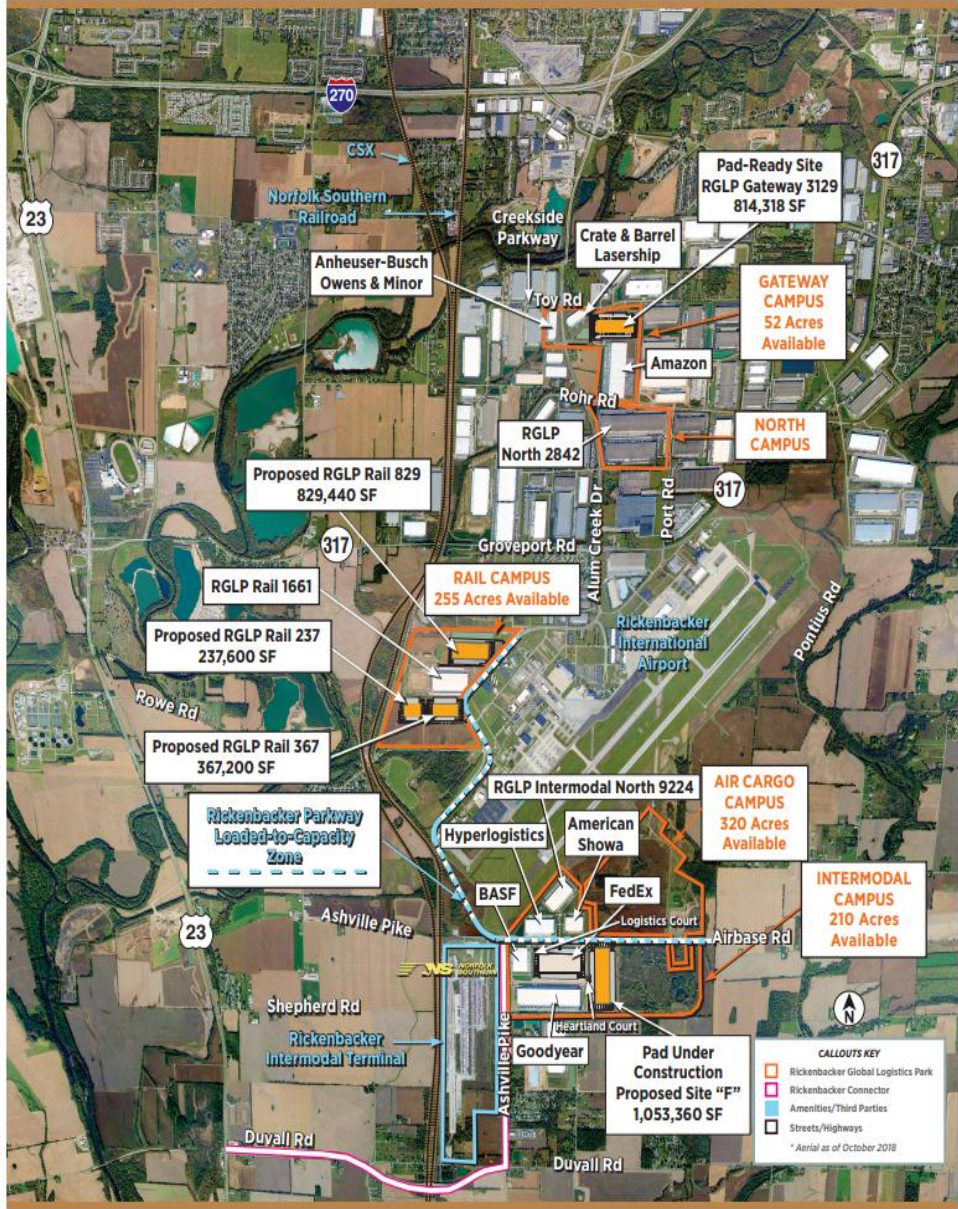 270
CSX
Norfolk Southern
Railroad
23
317
Pad-Ready Site
RGLP Gateway 3129
814,318 SF
Creekside
Parkway
Crate & Barrel
Lasership
Anheuser-Busch
Owens & Minor
Toy Rd
GATEWAY
CAMPUS
52 Acres
Available
Amazon
Rohr Rd
RGLP
North 2842
NORTH
CAMPUS
Proposed RGLP Rail 829
829,440 SF
317
317
Alum Creek Dr
Port Rd
Groveport Rd
RAIL CAMPUS
255 Acres Available
RGLP Rail 1661
Rickenbacker
International
Airport
Pontius Rd
Proposed RGLP Rail 237
237,600 SF
Rowe Rd
Proposed RGLP Rail 367
367,200 SF
RGLP Intermodal North 9224
AIR CARGO
CAMPUS
320 Acres
Available
Rickenbacker Parkway
Loaded-to-Capacity
Zone
Hyperlogistics
American
Showa
BASF
FedEx
INTERMODAL
CAMPUS
210 Acres
Available
Ashville Pike
23
Logistics Court
Airbase Rd
NS NORFOLK
SOUTHERN
Shepherd Rd
Rickenbacker
Intermodal Terminal
Ashville Pike
Heartland Court
Goodyear
Pad Under
Construction
Proposed Site “F”
1,053,360 SF
N
CALLOUTS KEY
Rickenbacker Global Logistics Park
Rickenbacker Connector
Amenities/Third Parties
Streets/Highways
* Aerial as of October 2018
Duvall Rd
Duvall Rd